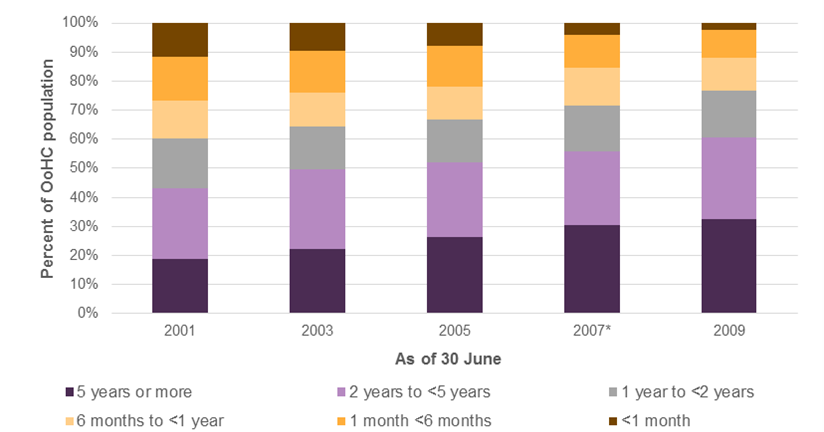 100%
90%
80%
70%
60%
50%
40%
30%
20%
10%
0%
Percent of OoHC population
2001 2003 2005 2007* 2009
As of 30 June
5 years or more 2 years to <5 years 1 year to <2 years
6 months to <1 year 1 month <6 months <1 month